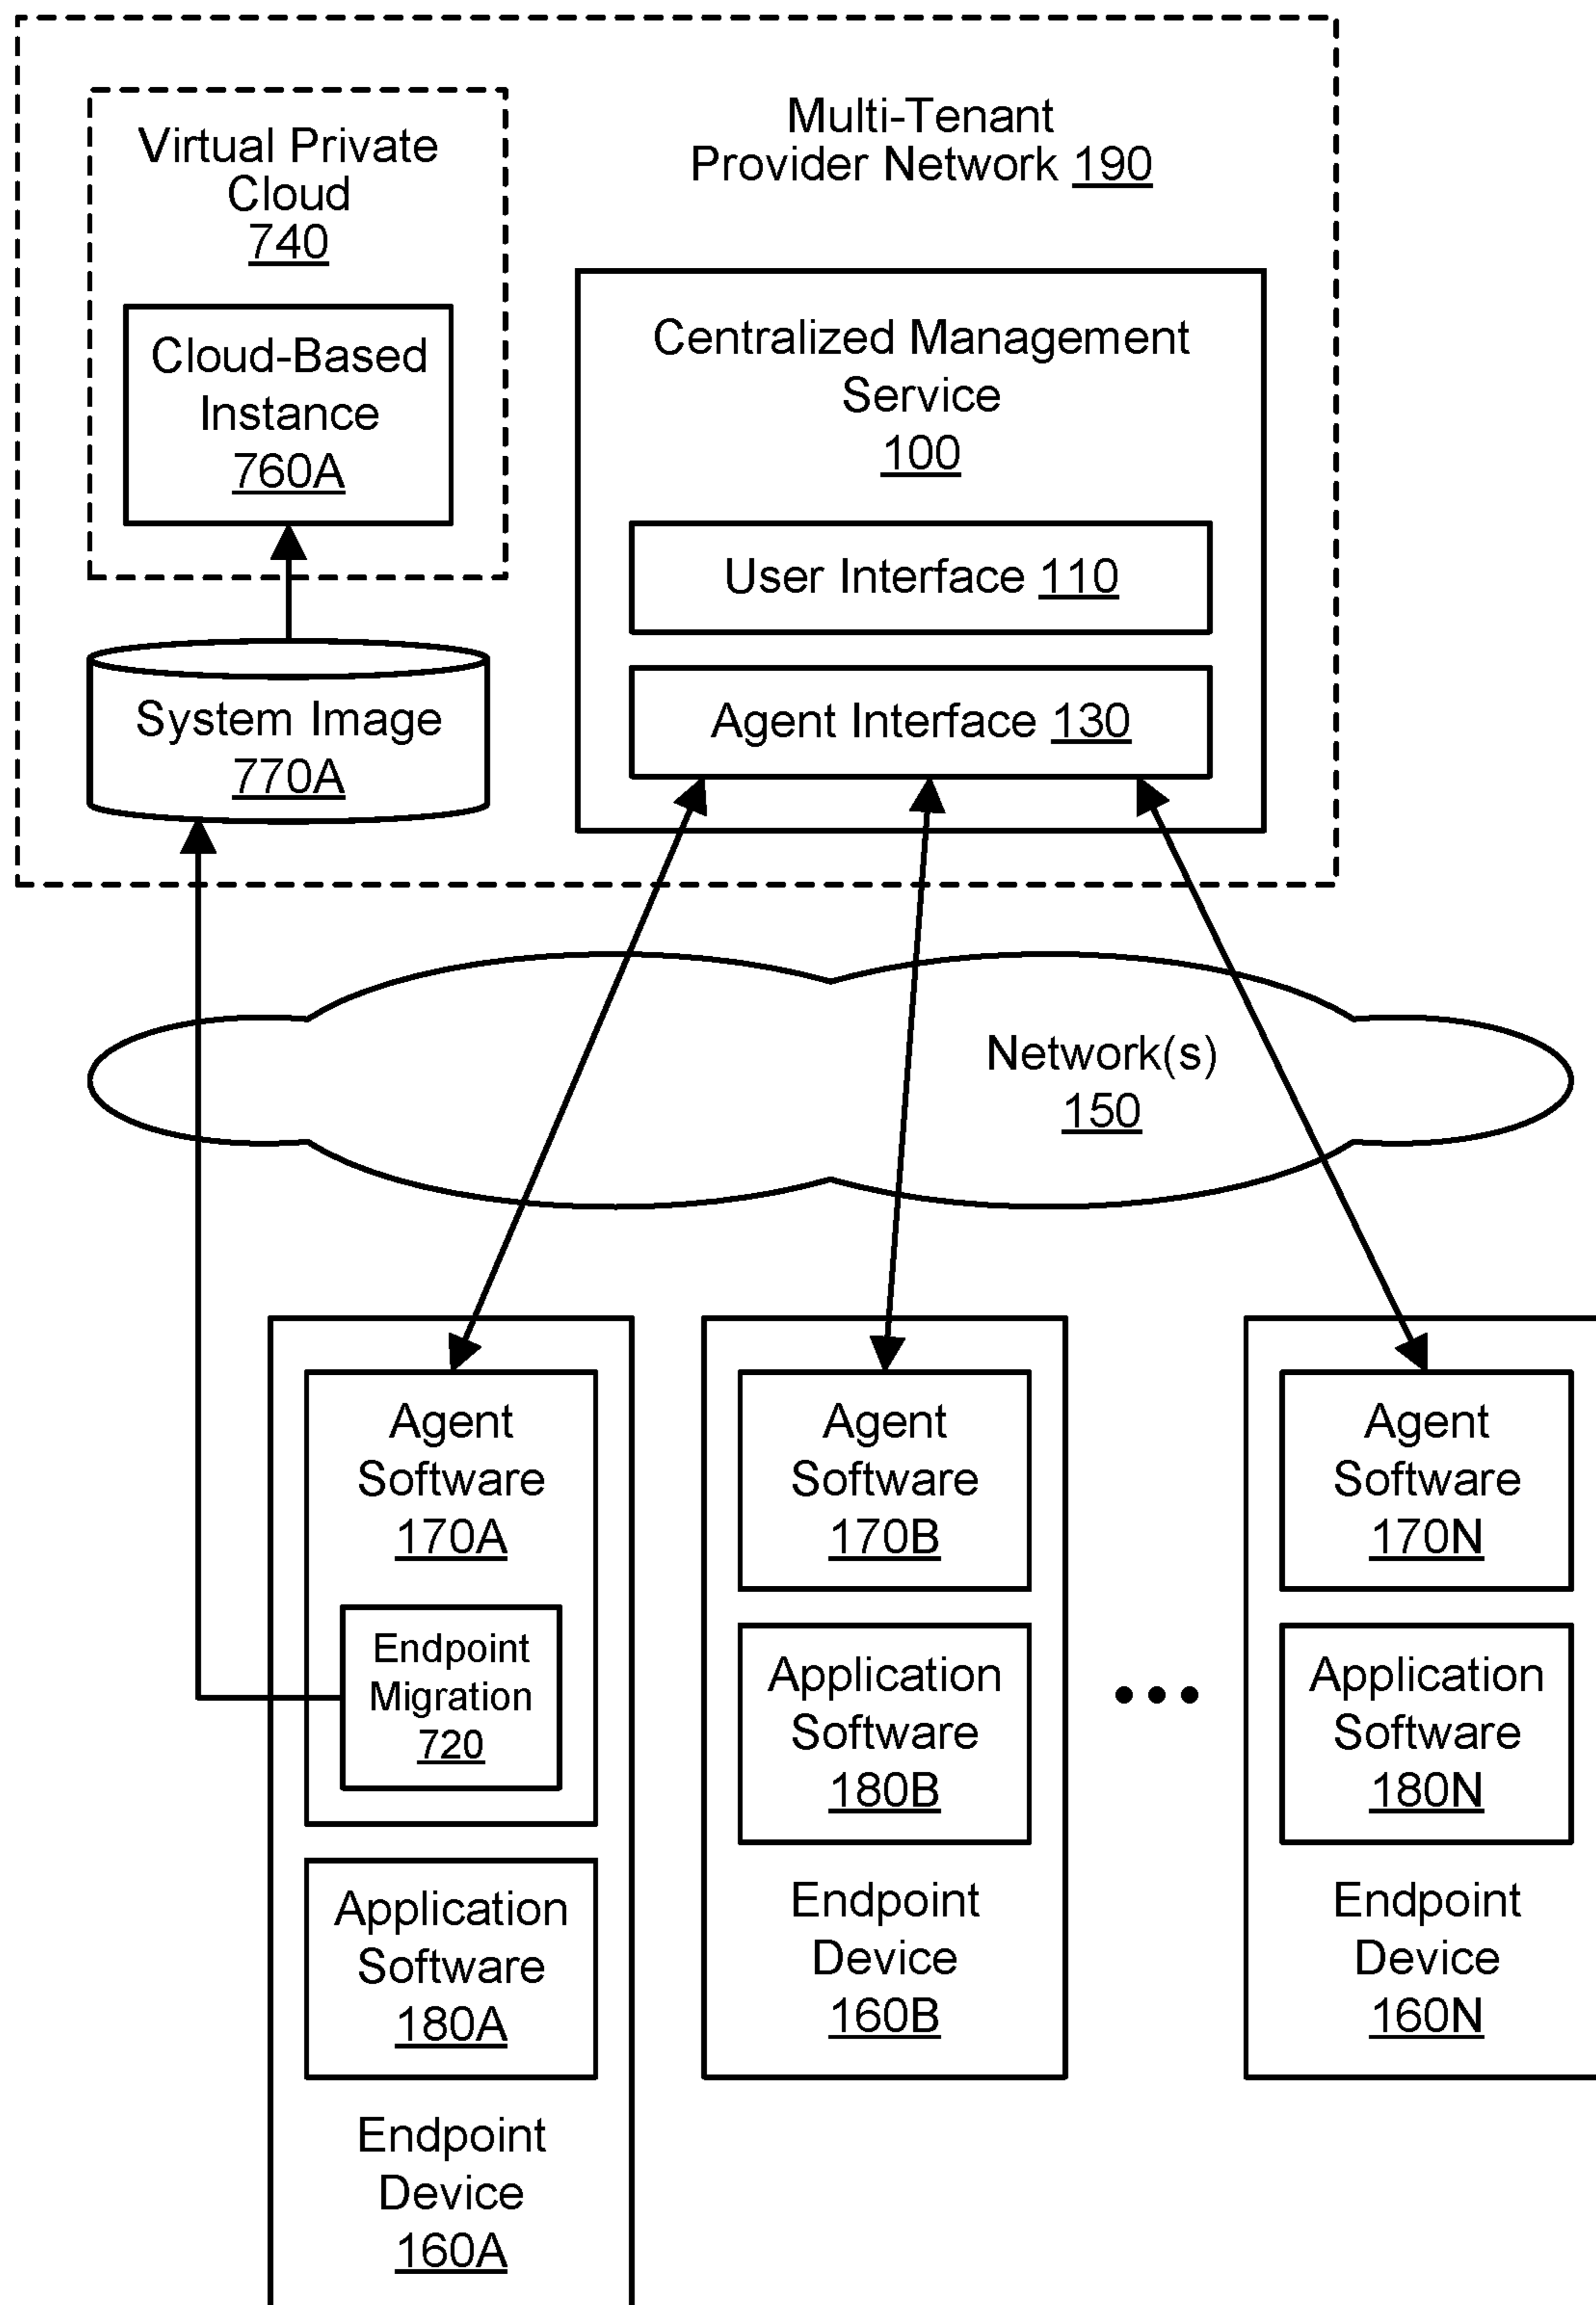 Multi-Tenant
Provider Network 190
Virtual Private
Cloud
740
Cloud-Based
Instance
760A
System Image
770A
Centralized Management
Service
100
User Interface 110
Agent Interface 130
Network(s)
150
Agent
Software
170A
Endpoint
Migration
720
Application
Software
180A
Endpoint
Device
160A
Agent
Software
170B
Application
Software
180B
Endpoint
Device
160B
Agent
Software
170N
Application
Software
180N
Endpoint
Device
160N